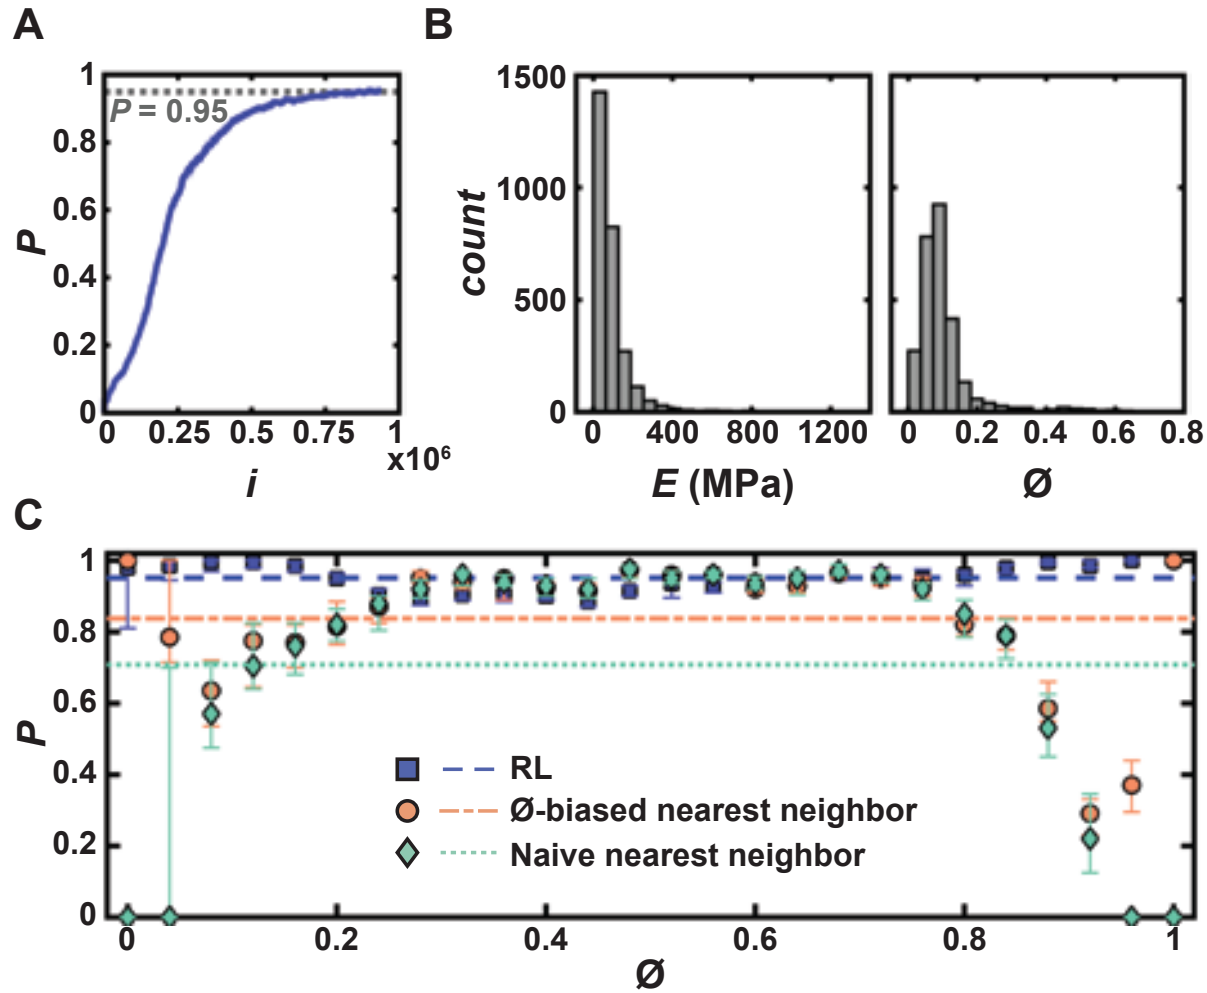 A
B
1
0.8
0.6
0.4
0.2
0
P
P = 0.95
0 0.25 0.5 0.75 1
x10⁶
i
1500
1000
500
0
count
0 400 800 1200
E (MPa)
0 0.2 0.4 0.6 0.8
Ø
C
1
0.8
0.6
0.4
0.2
0
P
RL
Ø-biased nearest neighbor
Naive nearest neighbor
0 0.2 0.4 0.6 0.8 1
Ø